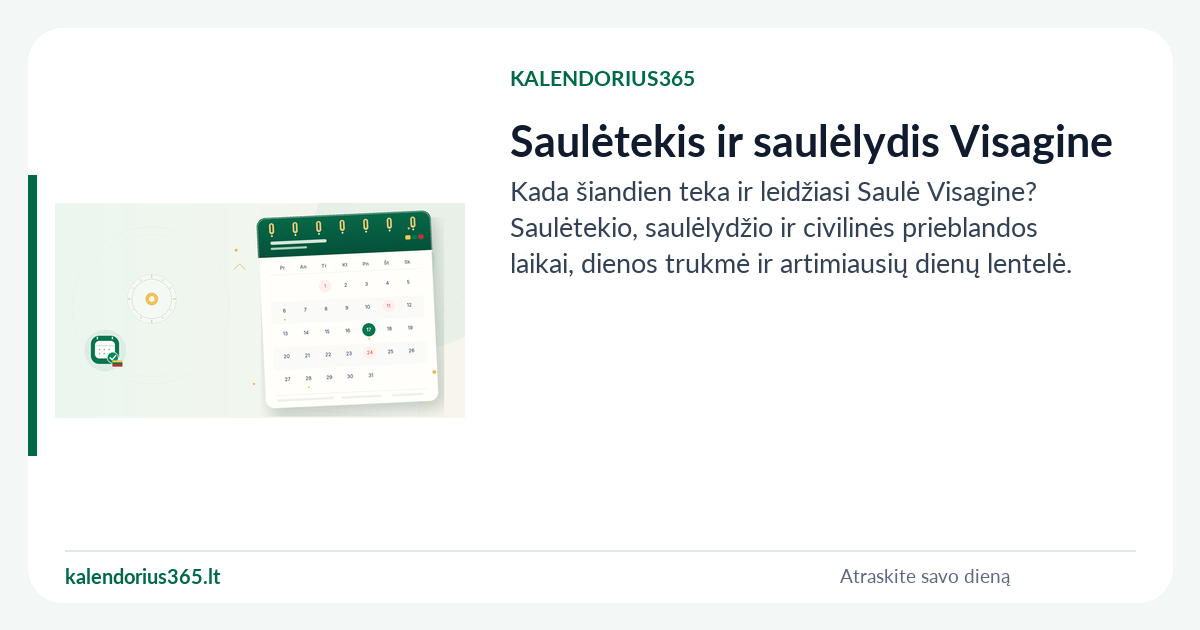 KALENDORIUS365
Saulėtekis ir saulėlydis Visagine
Kada šiandien teka ir leidžiasi Saulė Visagine?
Saulėtekio, saulėlydžio ir civilinės prieblandos
laikai, dienos trukmė ir artimiausių dienų lentelė.
Pr An Tr Kt Pn Št Sk
1 2 3 4 5
6 7 8 9 10 11 12
13 14 15 16 17 18 19
20 21 22 23 24 25 26
27 28 29 30 31
kalendorius365.lt
Atraskite savo dieną